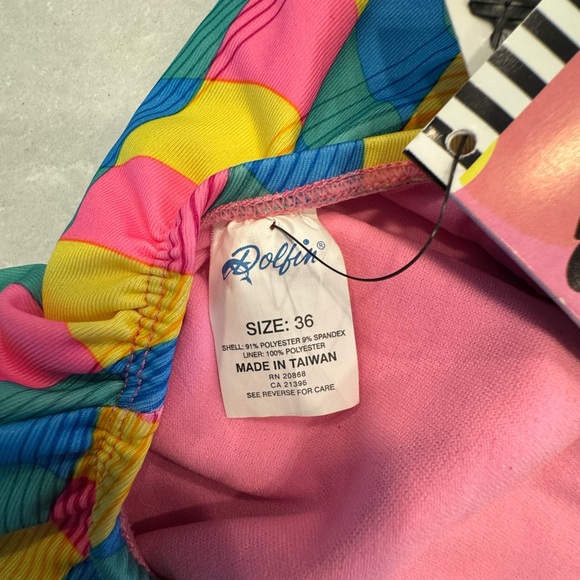 Dolfin®
SIZE: 36
SHELL: 91% POLYESTER 9% SPANDEX
LINER: 100% POLYESTER
MADE IN TAIWAN
RN 20868
CA 21395
SEE REVERSE FOR CARE